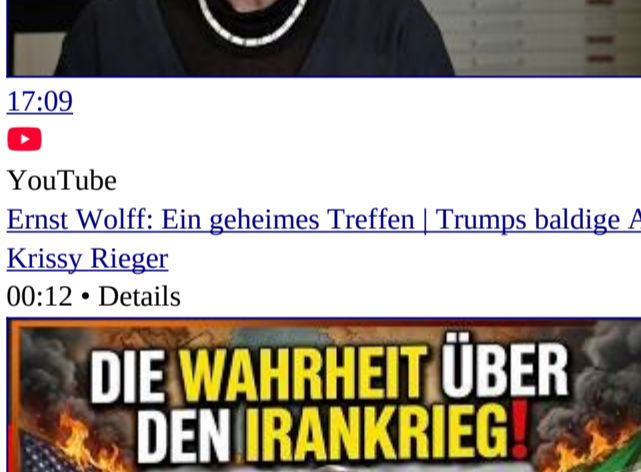 17:09
YouTube
Ernst Wolff: Ein geheimes Treffen | Trumps baldige A
Krissy Rieger
00:12 • Details
DIE WAHRHEIT ÜBER
DEN IRANKRIEG!